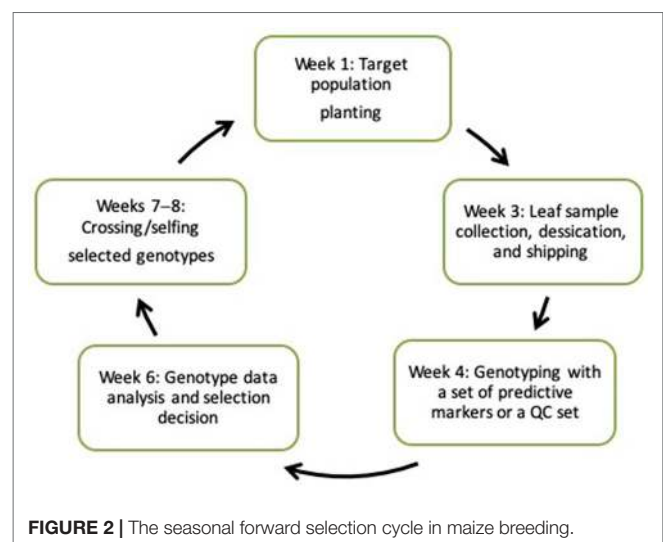 Week 1: Target
population
planting
Week 3: Leaf sample
collection, dessication,
and shipping
Week 4: Genotyping with
a set of predictive
markers or a QC set
Week 6: Genotype data
analysis and selection
decision
Weeks 7–8:
Crossing/selfing
selected genotypes
FIGURE 2 | The seasonal forward selection cycle in maize breeding.